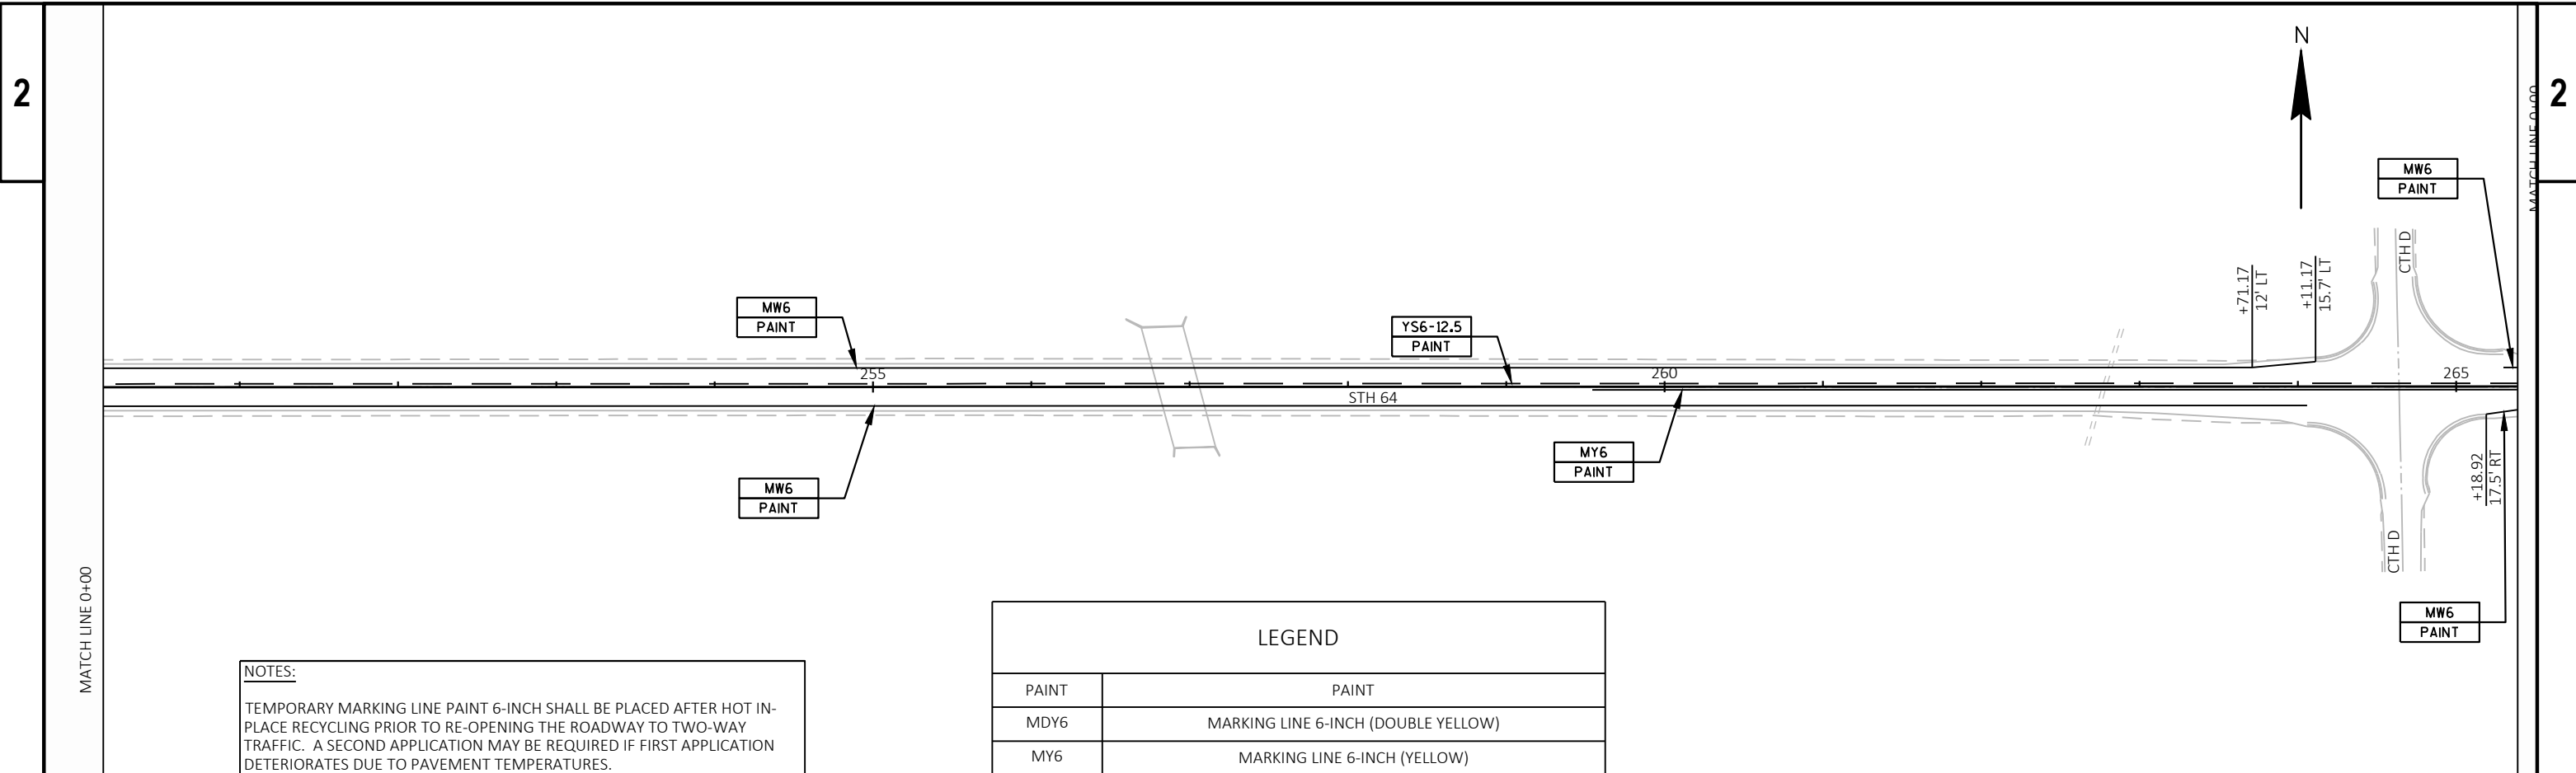 2
2
N
MATCH LINE 0+00
MW6
PAINT
CTH D
+71.17
12' LT
+11.17
15.7' LT
MW6
PAINT
YS6-12.5
PAINT
255
260
265
STH 64
MY6
PAINT
MW6
PAINT
+18.92
17.5' RT
CTH D
MW6
PAINT
MATCH LINE 0+00
NOTES:
TEMPORARY MARKING LINE PAINT 6-INCH SHALL BE PLACED AFTER HOT IN-
PLACE RECYCLING PRIOR TO RE-OPENING THE ROADWAY TO TWO-WAY
TRAFFIC. A SECOND APPLICATION MAY BE REQUIRED IF FIRST APPLICATION
DETERIORATES DUE TO PAVEMENT TEMPERATURES.
LEGEND
PAINT PAINT
MDY6 MARKING LINE 6-INCH (DOUBLE YELLOW)
MY6 MARKING LINE 6-INCH (YELLOW)